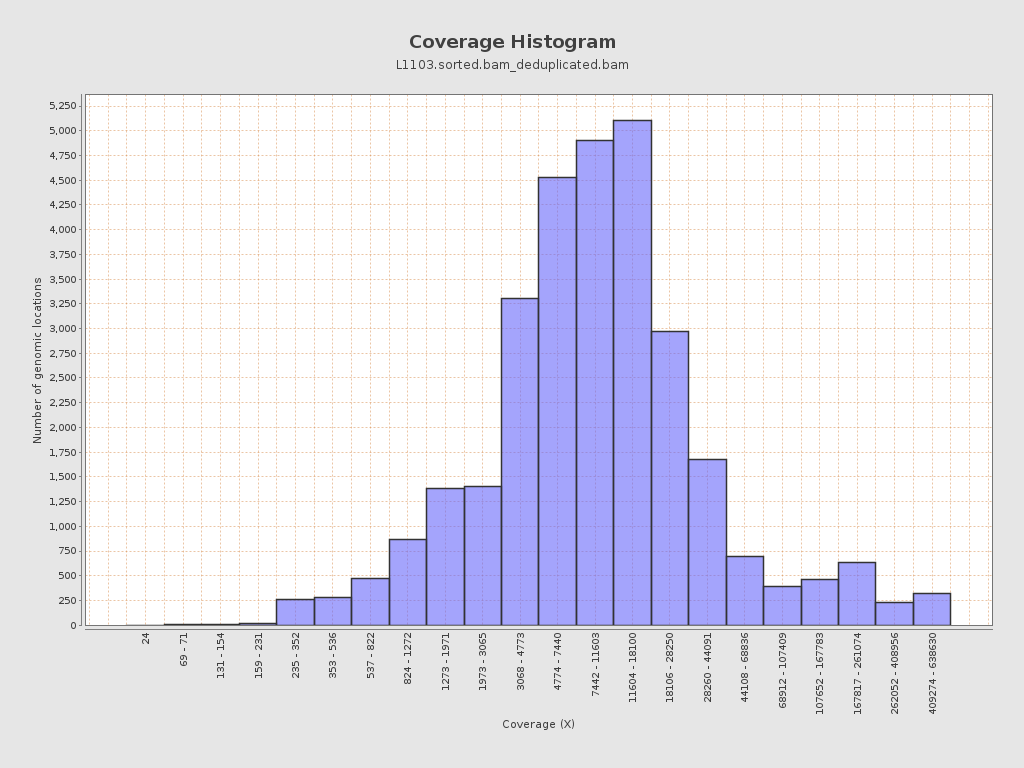 Coverage Histogram
L1103.sorted.bam_deduplicated.bam
Number of genomic locations
5,250
5,000
4,750
4,500
4,250
4,000
3,750
3,500
3,250
3,000
2,750
2,500
2,250
2,000
1,750
1,500
1,250
1,000
750
500
250
0
24
69 - 71
131 - 154
159 - 231
235 - 352
353 - 536
537 - 822
824 - 1272
1273 - 1971
1973 - 3065
3068 - 4773
4774 - 7440
7442 - 11603
11604 - 18100
18106 - 28250
28260 - 44091
44108 - 68836
68912 - 107409
107652 - 167783
167817 - 261074
262052 - 408956
409274 - 638630
Coverage (X)